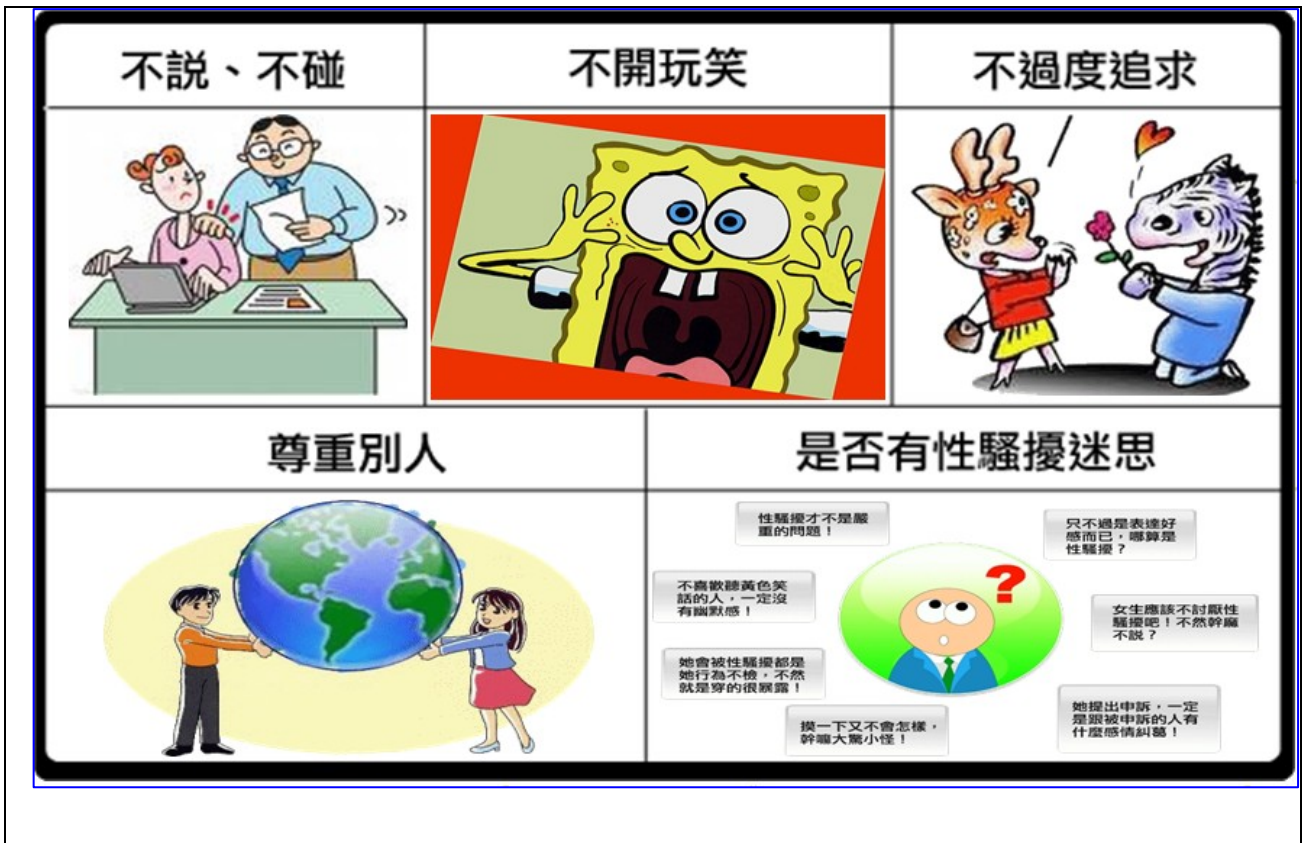 不説、不碰
不開玩笑
不過度追求
尊重別人
是否有性騷擾迷思
性騷擾才不是嚴
重的問題！
只不過是表達好
感而已，哪算是
性騷擾？
不喜歡聽黃色笑
話的人，一定沒
有幽默感！
女生應該不討厭性
騷擾吧！不然幹麻
不說？
她會被性騷擾都是
她行為不檢，不然
就是穿的很暴露！
她提出申訴，一定
是跟被申訴的人有
什麼感情糾葛！
摸一下又不會怎樣，
幹嘛大驚小怪！